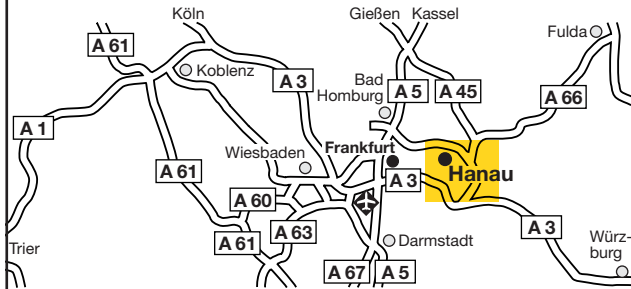 Köln
Gießen Kassel
Fulda
A 61
Koblenz
A 3
Bad
Homburg
A 5
A 45
A 66
A 1
Wiesbaden
Frankfurt
A 61
A 3
Hanau
A 60
A 63
A 61
A 3
Trier
Darmstadt
Würz-
burg
A 67
A 5